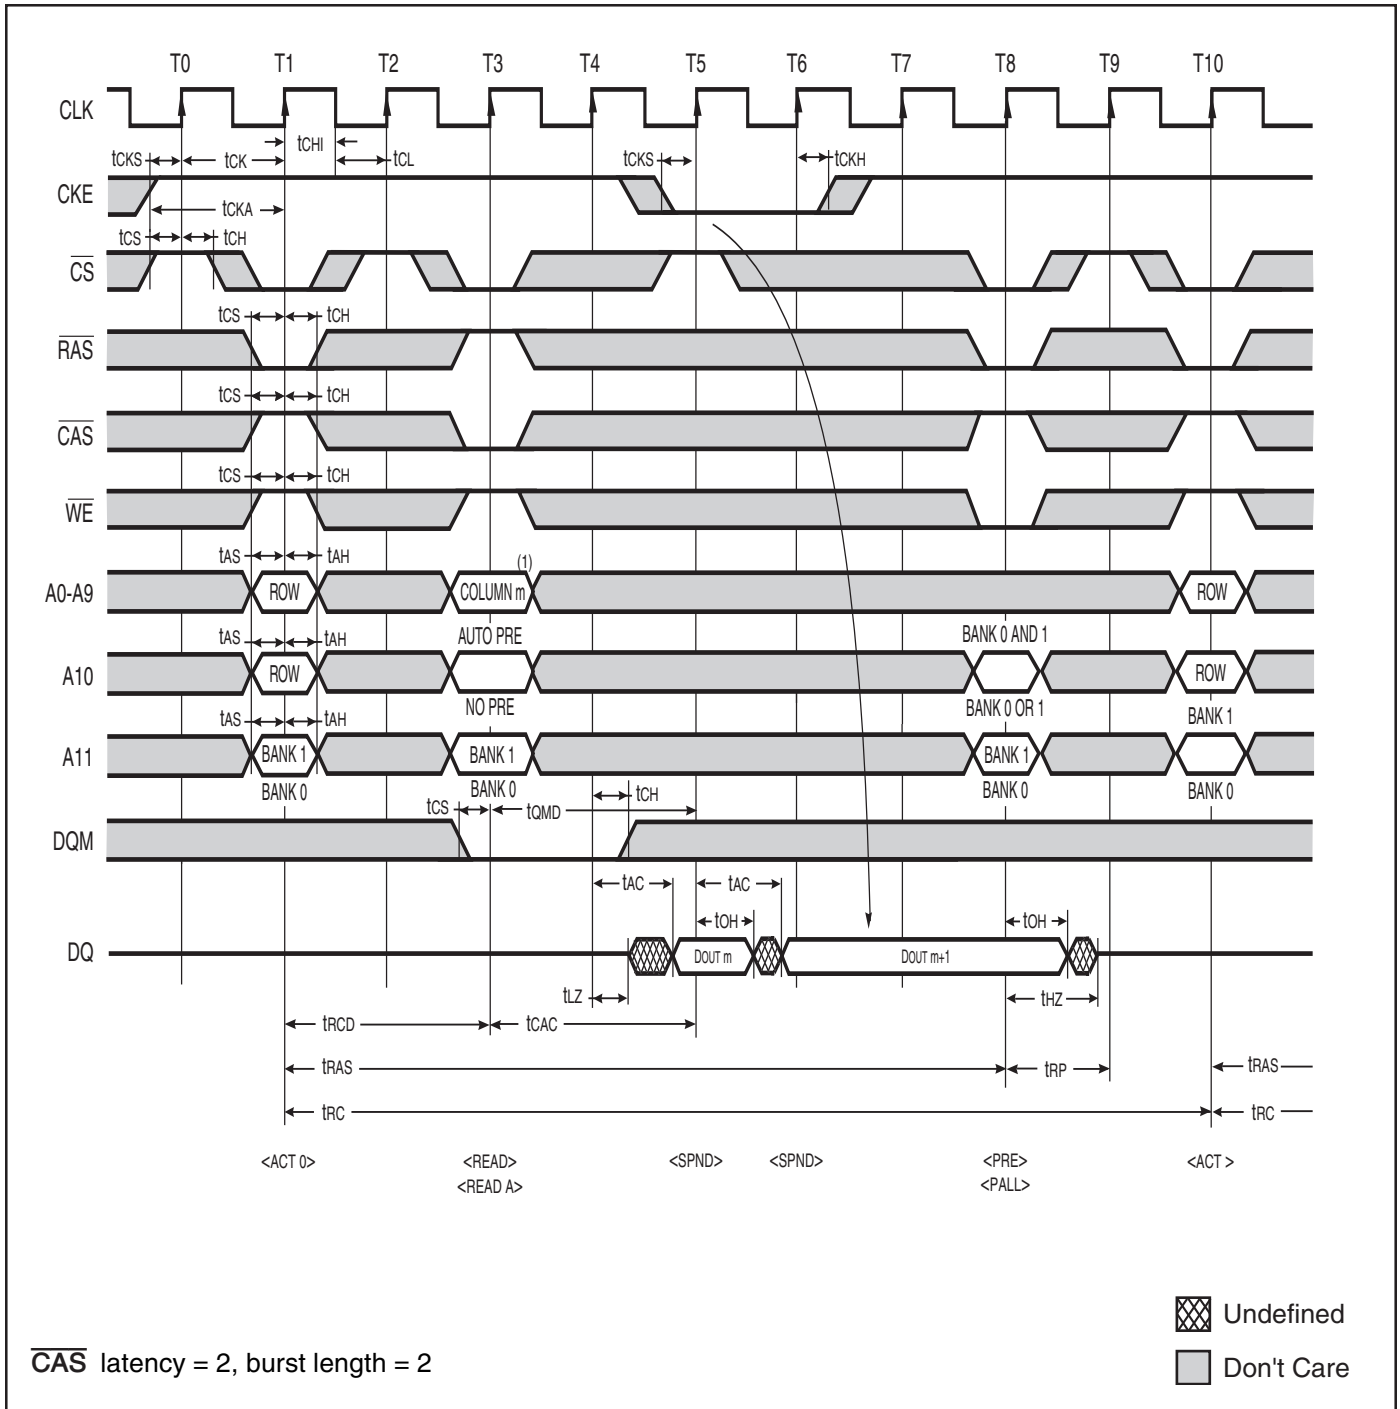 T0 T1 T2 T3 T4 T5 T6 T7 T8 T9 T10
CLK
tCHI
tCKS tCK tCL tCKS tCKH
CKE
tCKA
tCS tCH
CS
tCS tCH
RAS
tCS tCH
CAS
tCS tCH
WE
tAS tAH (1)
A0-A9 ROW COLUMN m ROW
tAS tAH AUTO PRE BANK 0 AND 1
A10 ROW ROW
NO PRE BANK 0 OR 1 BANK 1
tAS tAH
A11 BANK 1 BANK 1 BANK 1
BANK 0 BANK 0 BANK 0 BANK 0
tCS tQMD tCH
DQM
tAC tAC
tOH tOH
DQ DOUT m DOUT m+1
tLZ tHZ
tRCD tCAC
tRAS tRP tRAS
tRC tRC
<ACT 0> <READ> <SPND> <SPND> <PRE> <ACT >
<READ A> <PALL>
Undefined
CAS latency = 2, burst length = 2
Don't Care